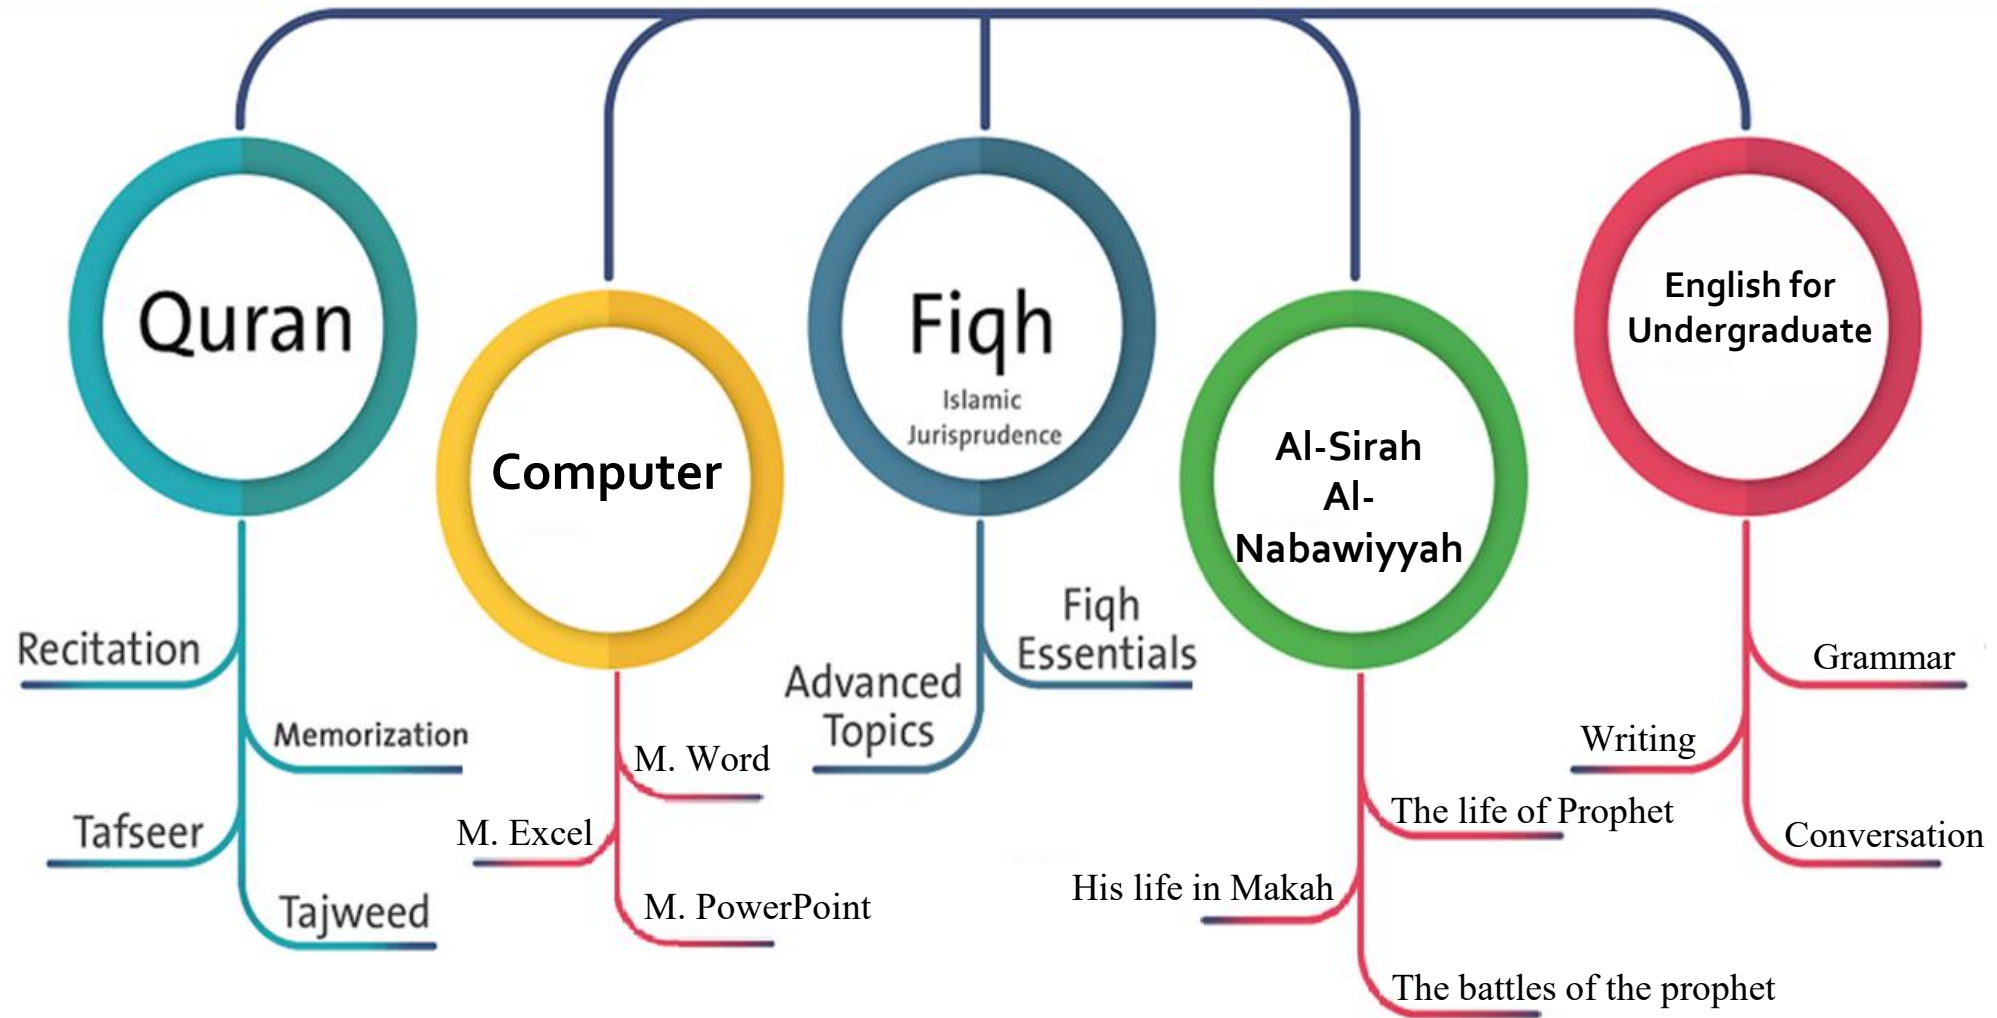 Quran
Recitation
Memorization
Tafseer
Tajweed
Computer
M. Word
M. Excel
M. PowerPoint
Fiqh
Islamic
Jurisprudence
Fiqh
Essentials
Advanced
Topics
Al-Sirah
Al-
Nabawiyyah
The life of Prophet
His life in Makah
The battles of the prophet
English for
Undergraduate
Grammar
Writing
Conversation